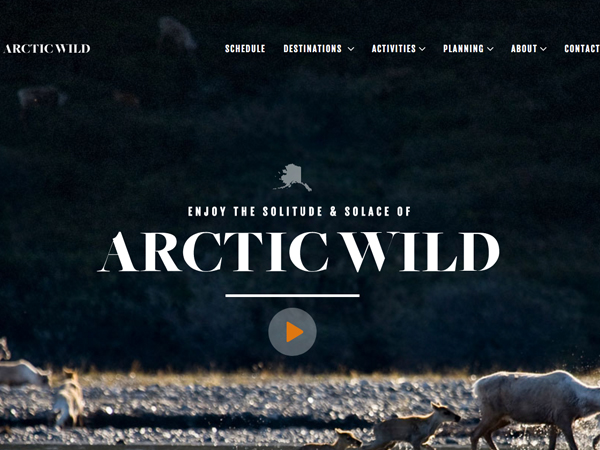 ARCTIC WILD
SCHEDULE DESTINATIONS ACTIVITIES PLANNING ABOUT CONTACT
ENJOY THE SOLITUDE & SOLACE OF
ARCTIC WILD